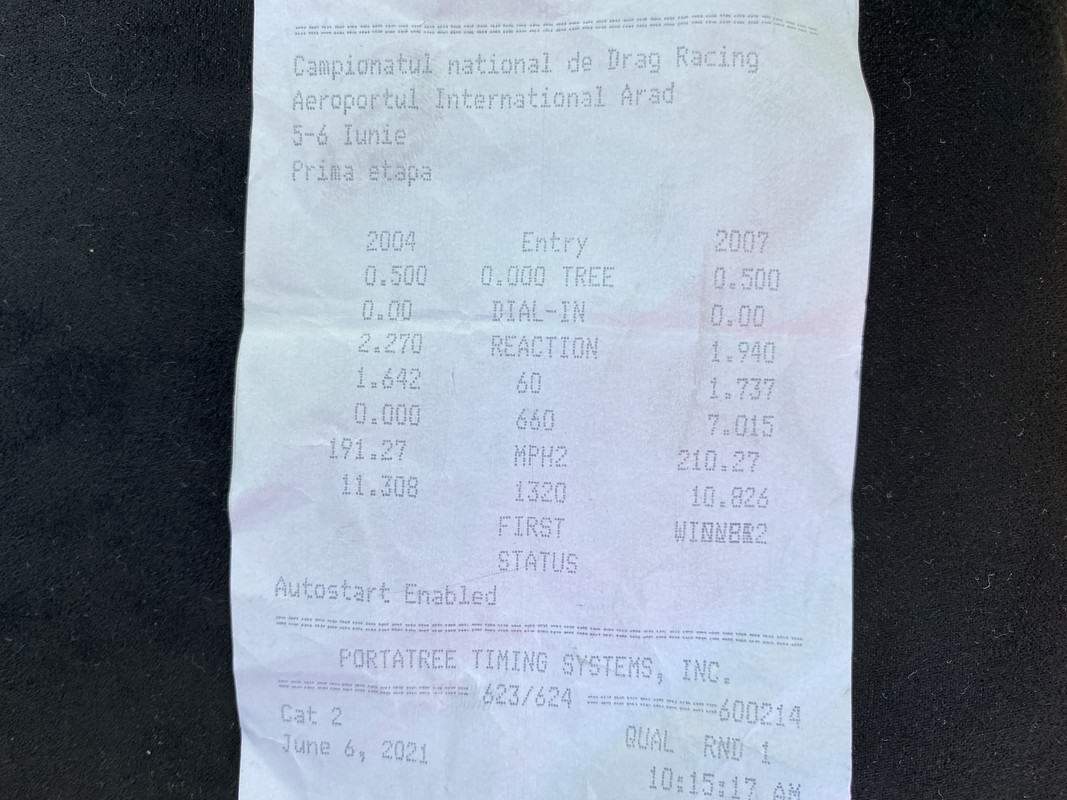 Campionatul national de Drag Racing
Aeroportul International Arad
5-6 Iunie
Prima etapa
2004 Entry 2007
0.500 0.000 TREE 0.500
0.00 DIAL-IN 0.00
2.270 REACTION 1.940
1.642 60 1.737
0.000 660 7.015
191.27 MPH2 210.27
11.308 1320 10.826
FIRST
STATUS
Autostart Enabled
PORTATREE TIMING SYSTEMS, INC.
623/624 600214
Cat 2 QUAL RND 1
June 6, 2021 10:15:17 AM